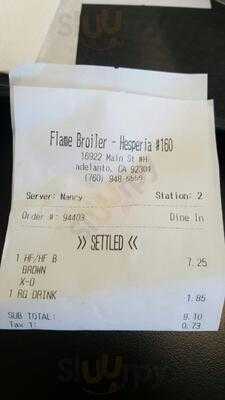 Flame Broiler - Hesperia #160
16922 Main St #H
adelanto, CA 92301
(760) 948-5559
Server: Nancy Station: 2
Order #: 94403 Dine In
>> SETTLED <<
1 HF/HF B 7.25
BROWN
X-O
1 RG DRINK 1.85
SUB TOTAL: 9.10
Tax 1: 0.73
Sluurpy